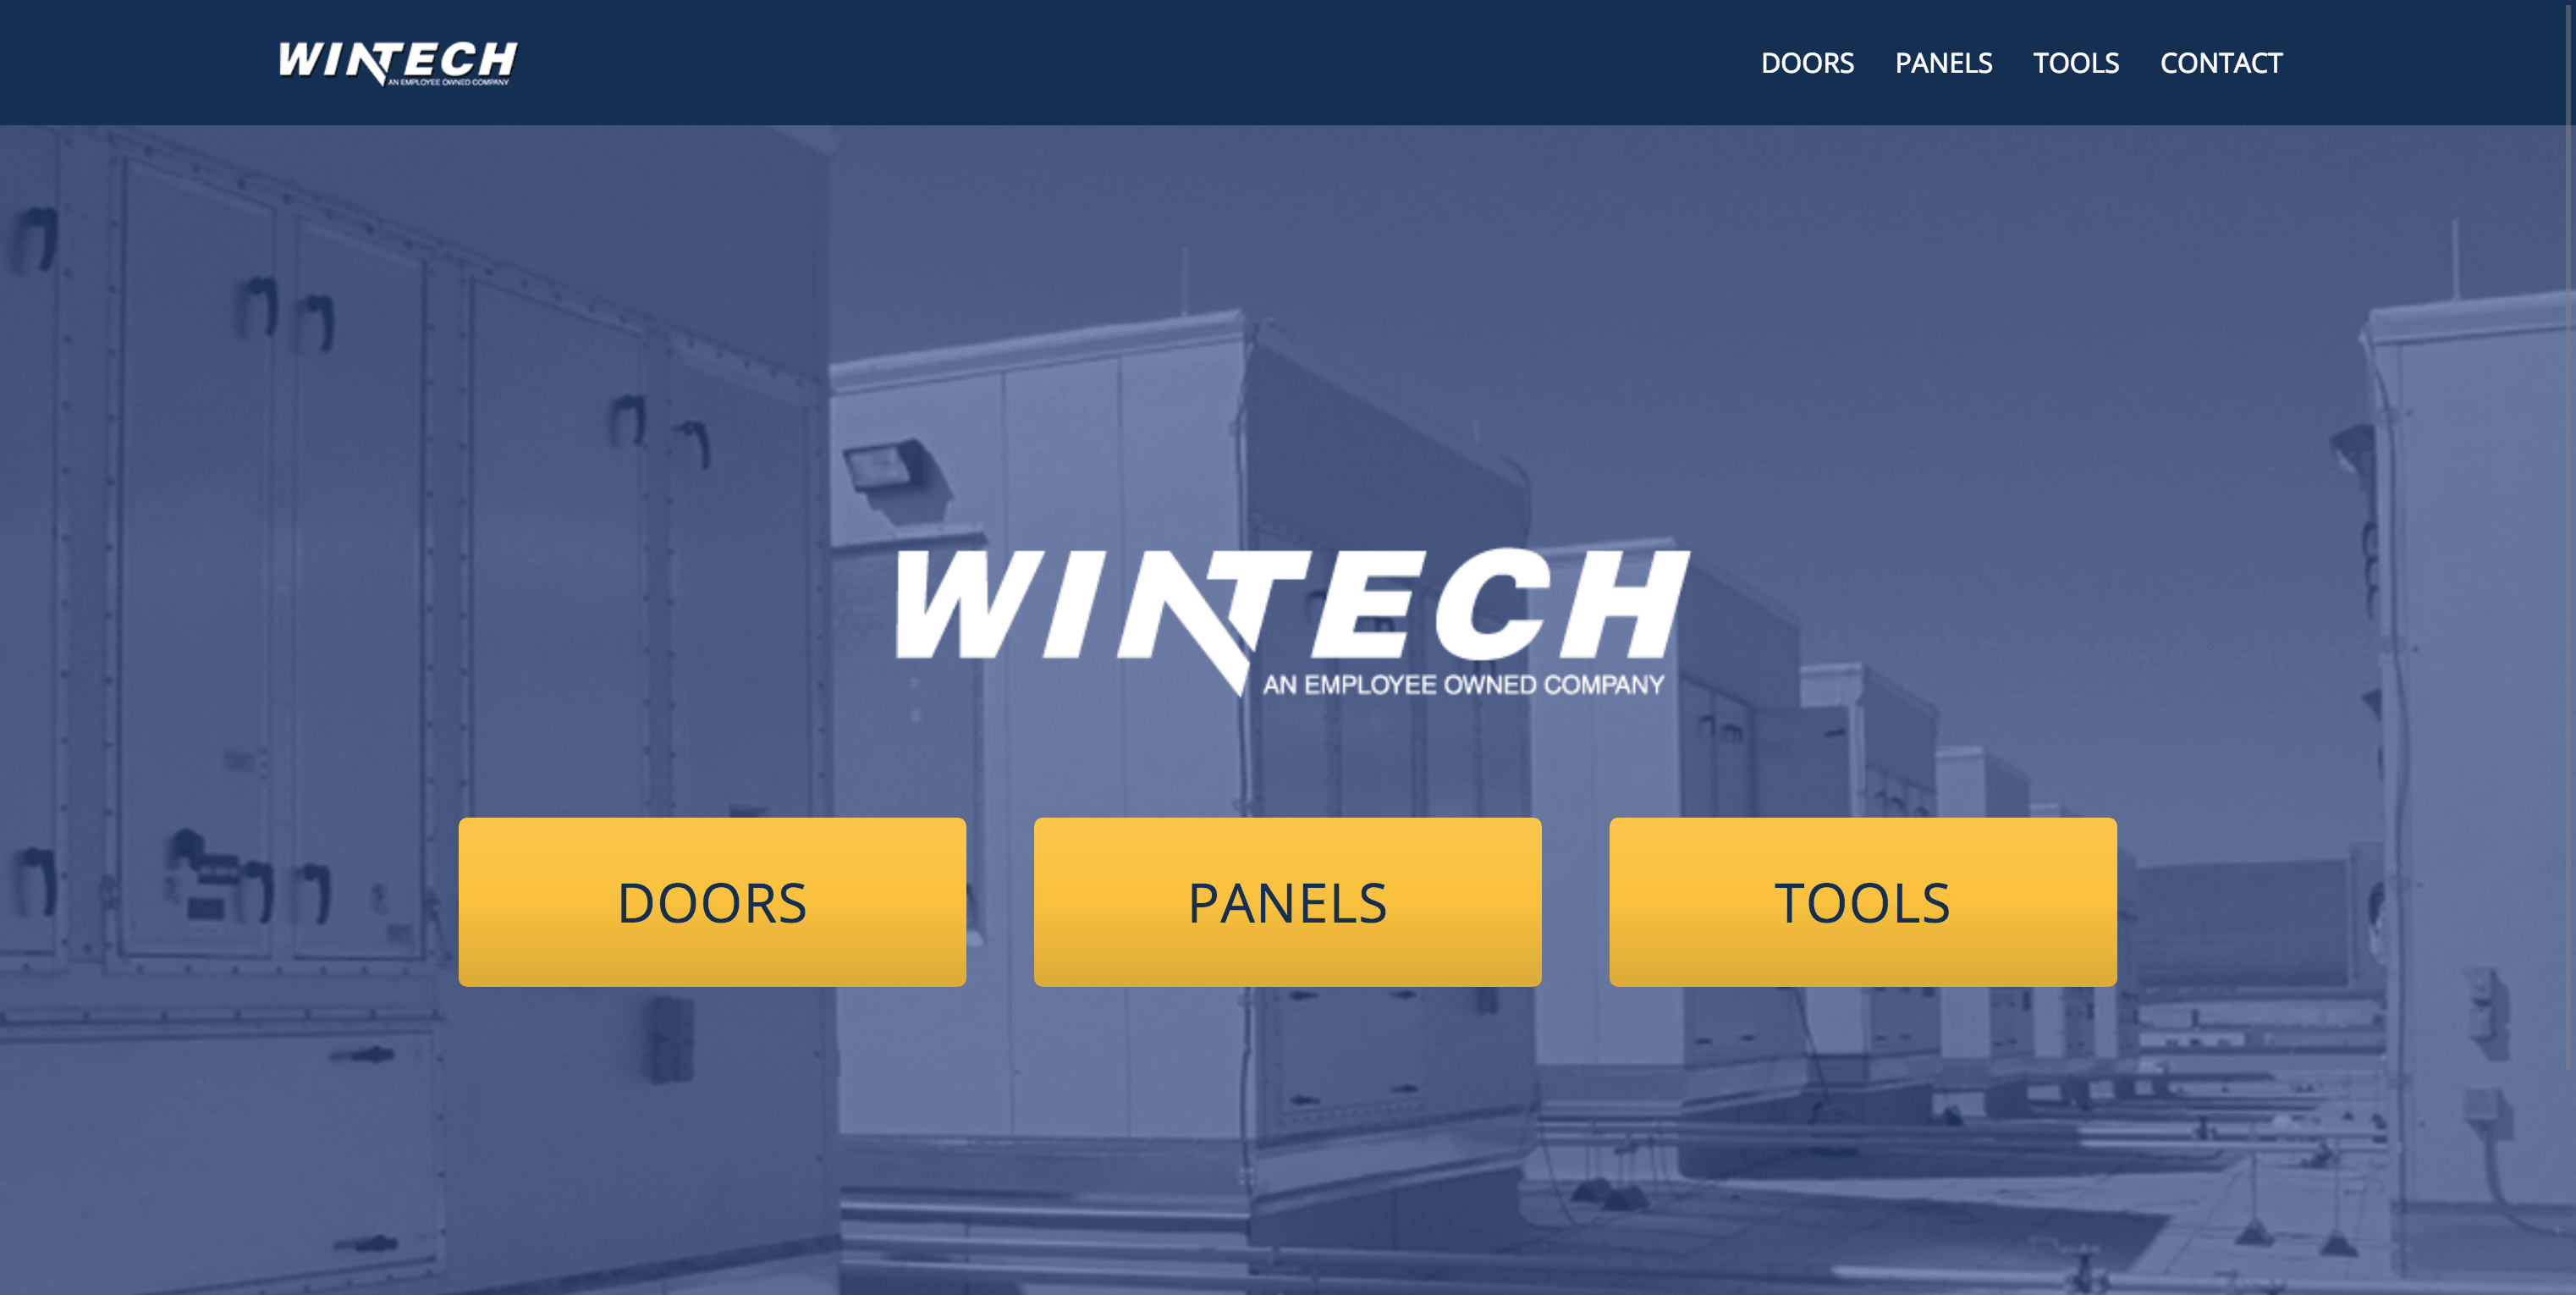 WINTECH
AN EMPLOYEE OWNED COMPANY
DOORS PANELS TOOLS CONTACT
WINTECH
AN EMPLOYEE OWNED COMPANY
DOORS PANELS TOOLS